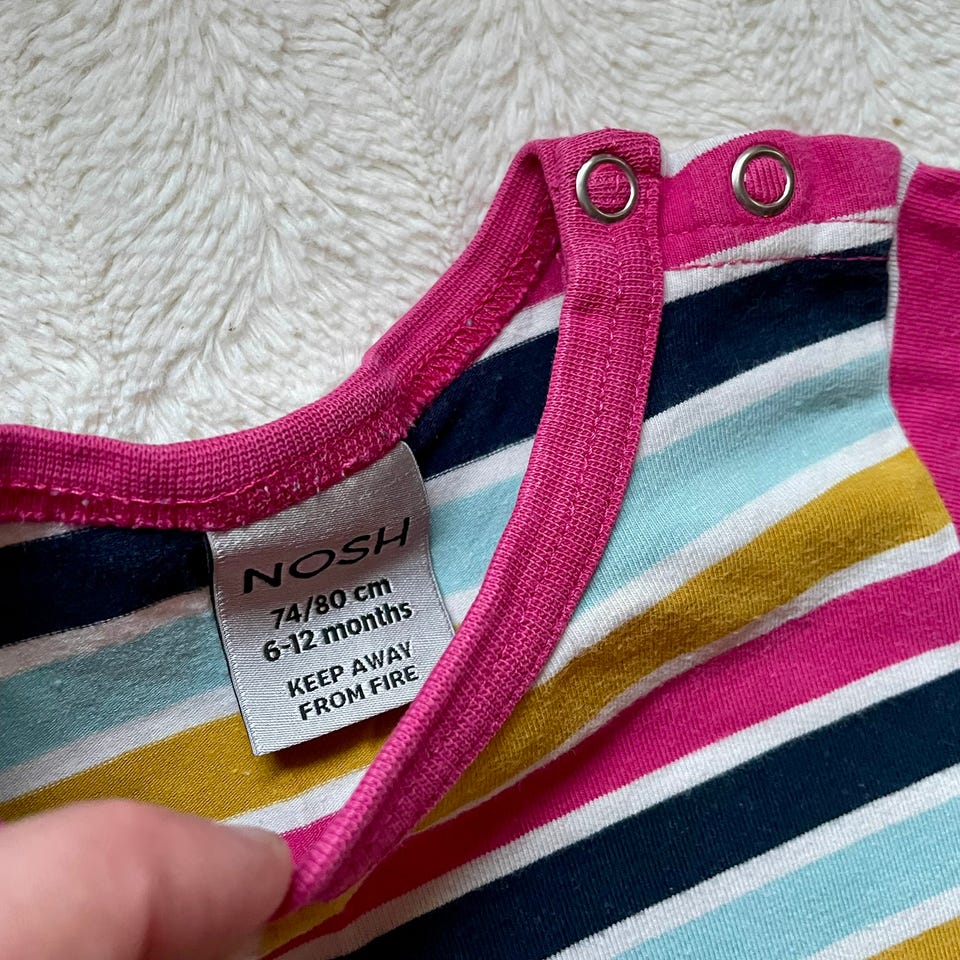 NOSH
74/80 cm
6-12 months
KEEP AWAY
FROM FIRE